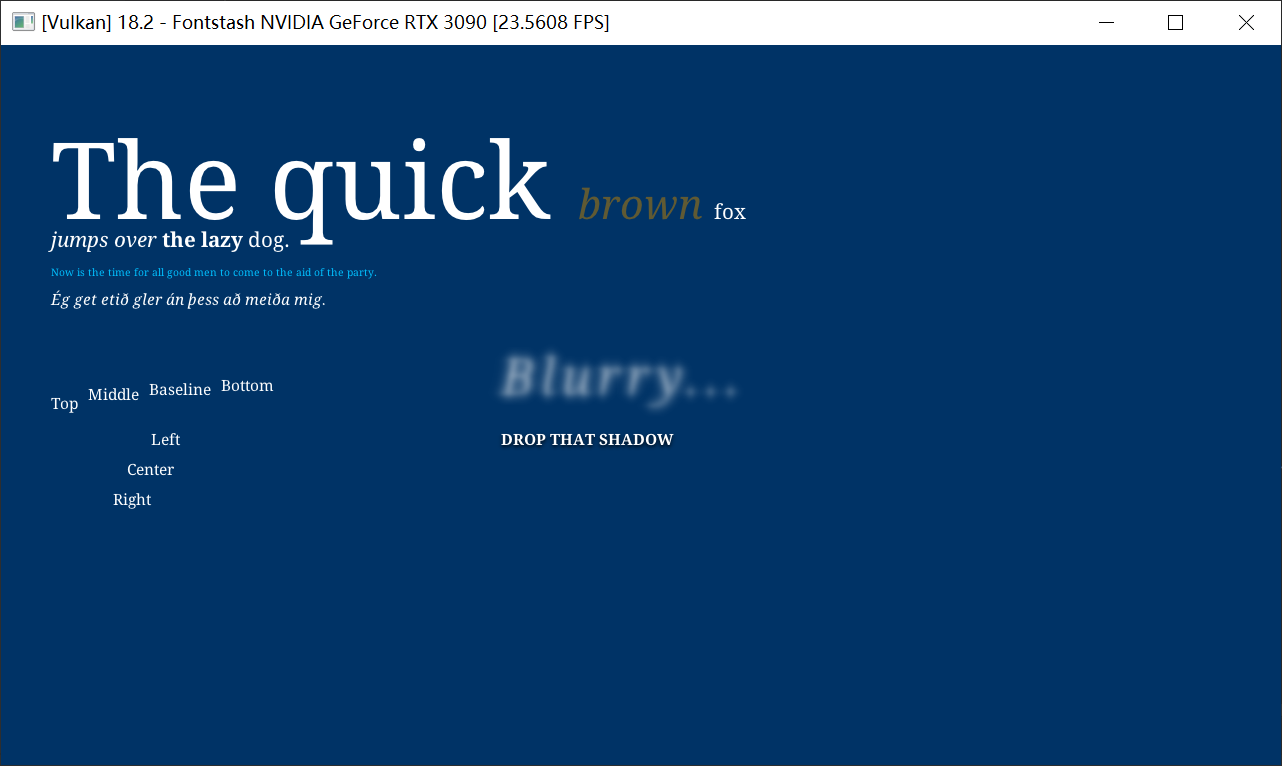 [Vulkan] 18.2 - Fontstash NVIDIA GeForce RTX 3090 [23.5608 FPS]
The quick brown fox
jumps over the lazy dog.
Now is the time for all good men to come to the aid of the party.
Ég get etið gler án þess að meiða mig.
Blurry...
Top Middle Baseline Bottom
Left
DROP THAT SHADOW
Center
Right